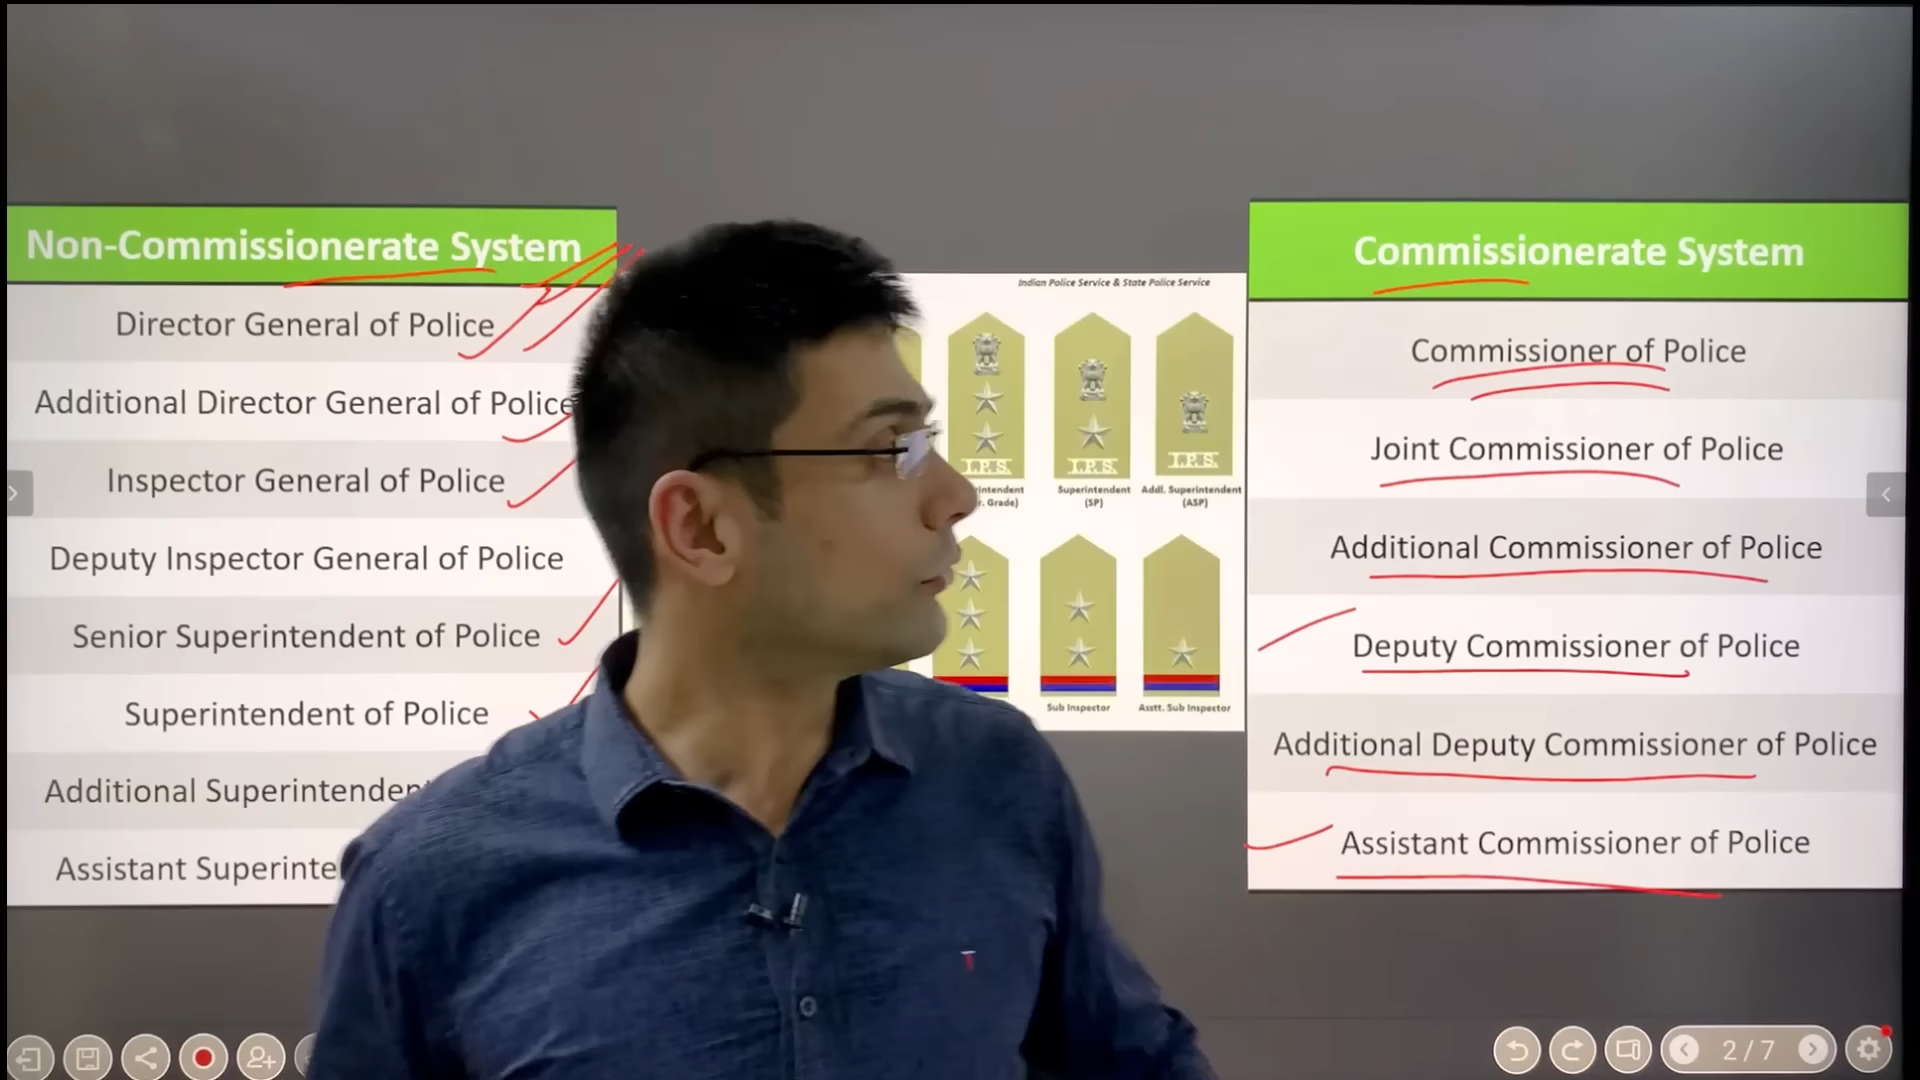 Non-Commissionerate System
Director General of Police
Additional Director General of Police
Inspector General of Police
Deputy Inspector General of Police
Senior Superintendent of Police
Superintendent of Police
Additional
Assistant
Indian Police Service & State Police Service
I.P.S.
I.P.S.
I.P.S.
Superintendent
(SP)
Addl. Superintendent
(ASP)
Grade)
Sub Inspector
Asstt. Sub Inspector
Commissionerate System
Commissioner of Police
Joint Commissioner of Police
Additional Commissioner of Police
Deputy Commissioner of Police
Additional Deputy Commissioner of Police
Assistant Commissioner of Police
2/7